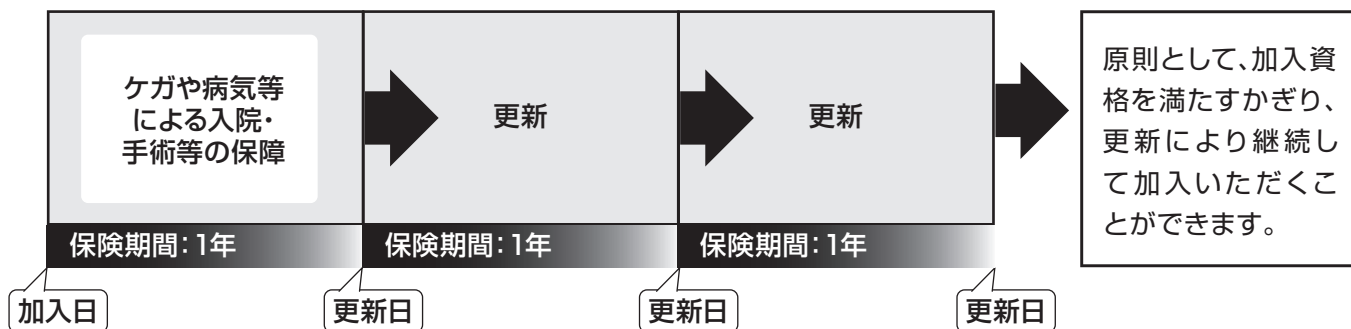 ケガや病気等
による入院・
手術等の保障
更新
更新
原則として、加入資
格を満たすかぎり、
更新により継続し
て加入いただくこ
とができます。
保険期間：1年
保険期間：1年
保険期間：1年
加入日
更新日
更新日
更新日